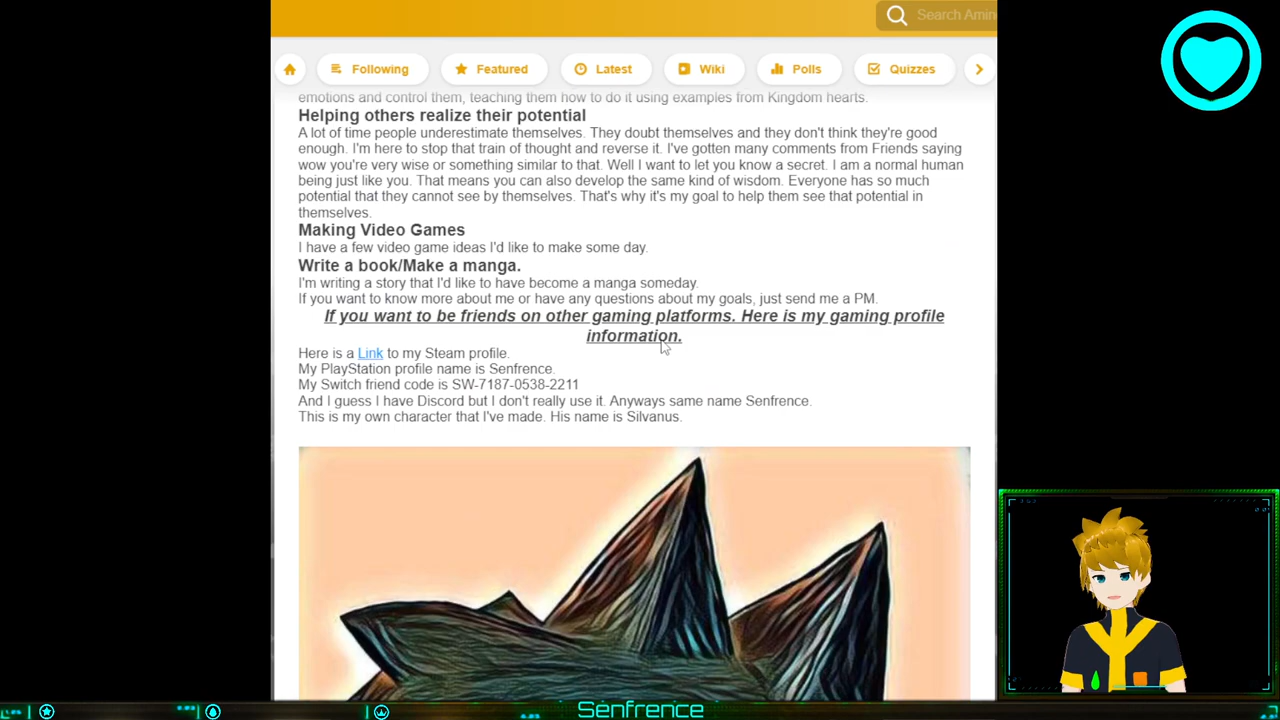 Search Amin
Following
Featured
Latest
Wiki
Polls
Quizzes
emotions and control them, teaching them how to do it using examples from Kingdom hearts.
Helping others realize their potential
A lot of time people underestimate themselves. They doubt themselves and they don't think they're good
enough. I'm here to stop that train of thought and reverse it. I've gotten many comments from Friends saying
wow you're very wise or something similar to that. Well I want to let you know a secret. I am a normal human
being just like you. That means you can also develop the same kind of wisdom. Everyone has so much
potential that they cannot see by themselves. That's why it's my goal to help them see that potential in
themselves.
Making Video Games
I have a few video game ideas I'd like to make some day.
Write a book/Make a manga.
I'm writing a story that I'd like to have become a manga someday.
If you want to know more about me or have any questions about my goals, just send me a PM.
If you want to be friends on other gaming platforms. Here is my gaming profile
information.
Here is a Link to my Steam profile.
My PlayStation profile name is Senfrence.
My Switch friend code is SW-7187-0538-2211
And I guess I have Discord but I don't really use it. Anyways same name Senfrence.
This is my own character that I've made. His name is Silvanus.
Senfrence